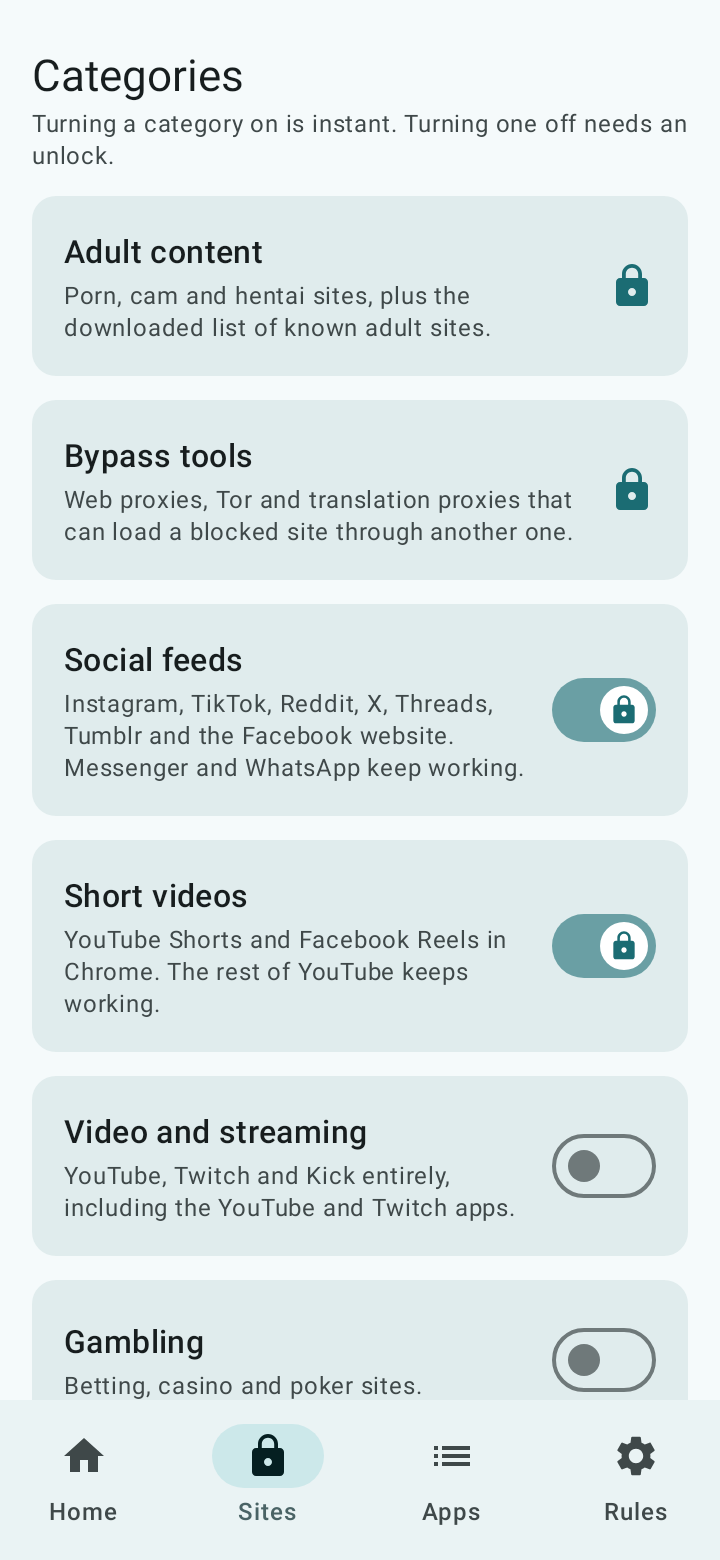 Categories
Turning a category on is instant. Turning one off needs an
unlock.
Adult content
Porn, cam and hentai sites, plus the
downloaded list of known adult sites.
Bypass tools
Web proxies, Tor and translation proxies that
can load a blocked site through another one.
Social feeds
Instagram, TikTok, Reddit, X, Threads,
Tumblr and the Facebook website.
Messenger and WhatsApp keep working.
Short videos
YouTube Shorts and Facebook Reels in
Chrome. The rest of YouTube keeps
working.
Video and streaming
YouTube, Twitch and Kick entirely,
including the YouTube and Twitch apps.
Gambling
Betting, casino and poker sites.
Home
Sites
Apps
Rules